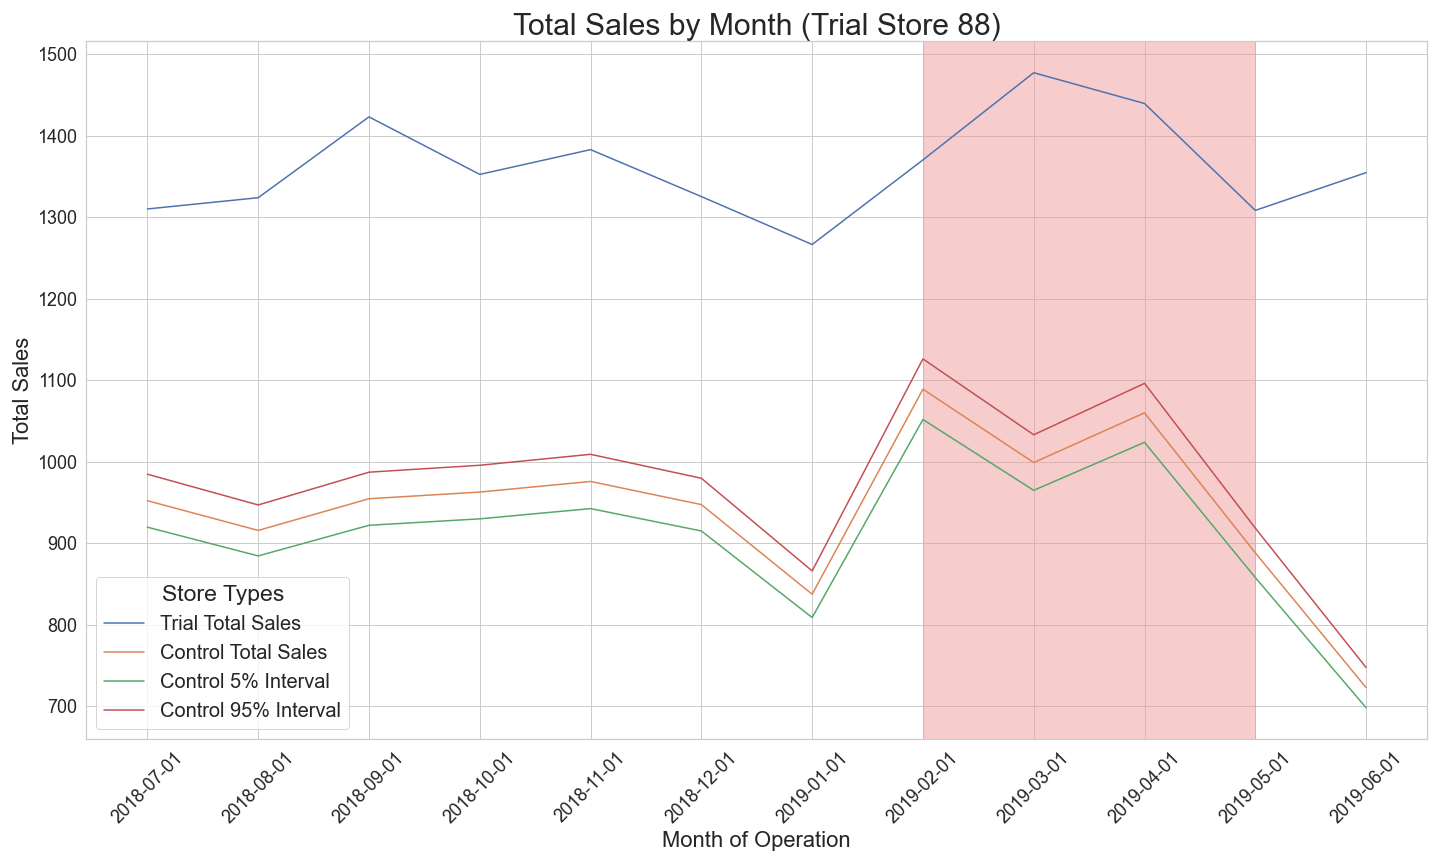 Total Sales by Month (Trial Store 88)
Total Sales
1500
1400
1300
1200
1100
1000
900
800
700
Store Types
Trial Total Sales
Control Total Sales
Control 5% Interval
Control 95% Interval
2018-07-01
2018-08-01
2018-09-01
2018-10-01
2018-11-01
2018-12-01
2019-01-01
2019-02-01
2019-03-01
2019-04-01
2019-05-01
2019-06-01
Month of Operation